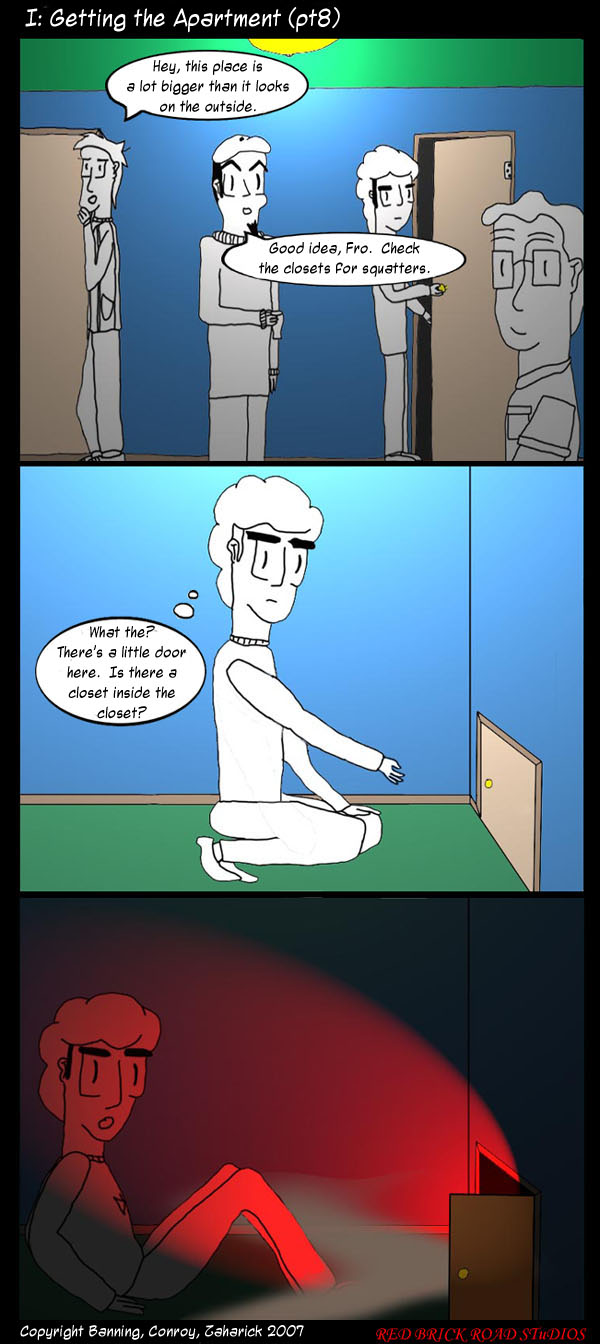 I: Getting the Apartment (pt8)
Hey, this place is
a lot bigger than it looks
on the outside.
Good idea, Fro. Check
the closets for squatters.
What the?
There's a little door
here. Is there a
closet inside the
closet?
Copyright Banning, Conroy, Zaharick 2007
RED BRICK ROAD STUDIOS